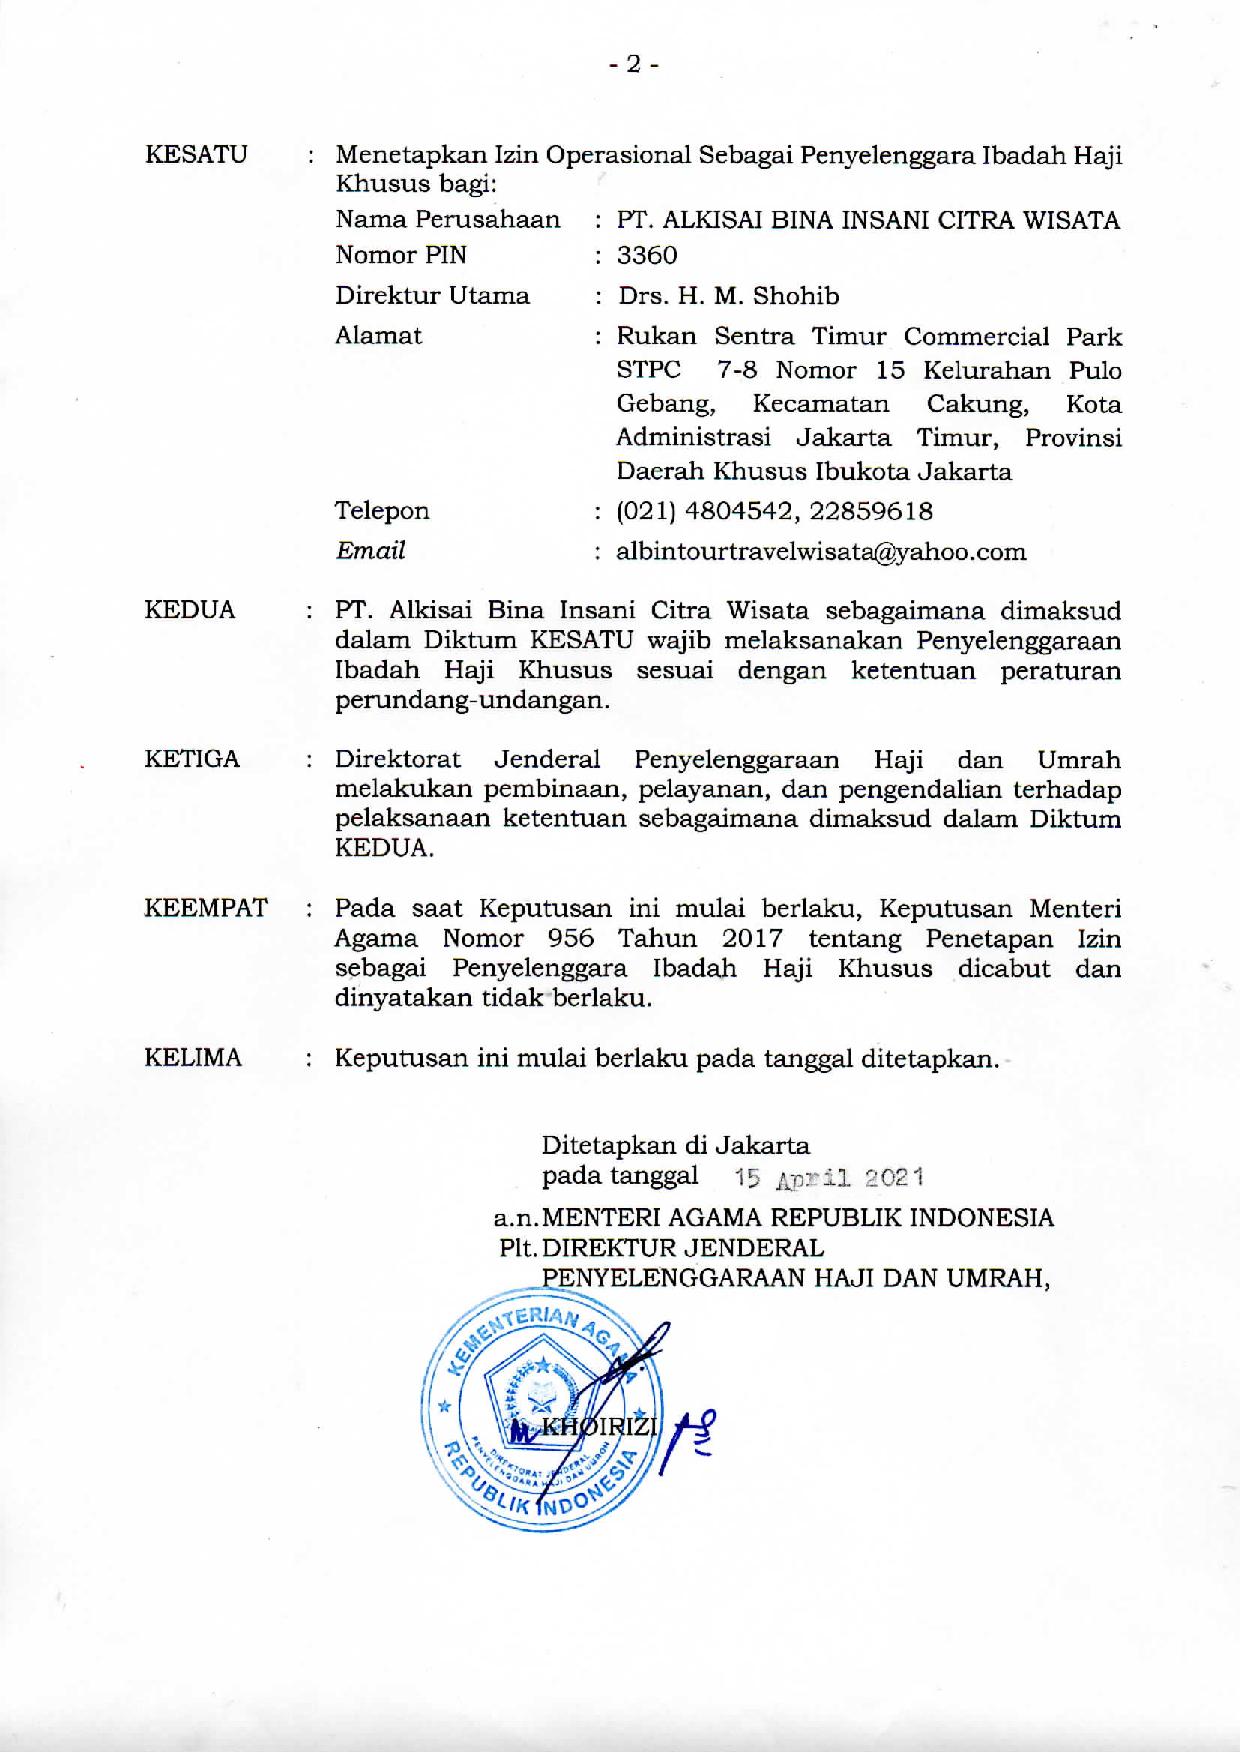 - 2 -
KESATU : Menetapkan Izin Operasional Sebagai Penyelenggara Ibadah Haji
Khusus bagi:
Nama Perusahaan : PT. ALKISAI BINA INSANI CITRA WISATA
Nomor PIN : 3360
Direktur Utama : Drs. H. M. Shohib
Alamat : Rukan Sentra Timur Commercial Park
STPC 7-8 Nomor 15 Kelurahan Pulo
Gebang, Kecamatan Cakung, Kota
Administrasi Jakarta Timur, Provinsi
Daerah Khusus Ibukota Jakarta
Telepon : (021) 4804542, 22859618
Email : albintourtravelwisata@yahoo.com
KEDUA : PT. Alkisai Bina Insani Citra Wisata sebagaimana dimaksud
dalam Diktum KESATU wajib melaksanakan Penyelenggaraan
Ibadah Haji Khusus sesuai dengan ketentuan peraturan
perundang-undangan.
KETIGA : Direktorat Jenderal Penyelenggaraan Haji dan Umrah
melakukan pembinaan, pelayanan, dan pengendalian terhadap
pelaksanaan ketentuan sebagaimana dimaksud dalam Diktum
KEDUA.
KEEMPAT : Pada saat Keputusan ini mulai berlaku, Keputusan Menteri
Agama Nomor 956 Tahun 2017 tentang Penetapan Izin
sebagai Penyelenggara Ibadah Haji Khusus dicabut dan
dinyatakan tidak berlaku.
KELIMA : Keputusan ini mulai berlaku pada tanggal ditetapkan.
Ditetapkan di Jakarta
pada tanggal 15 April 2021
a.n. MENTERI AGAMA REPUBLIK INDONESIA
Plt. DIREKTUR JENDERAL
PENYELENGGARAAN HAJI DAN UMRAH,
KEMENTERIAN AGAMA
KHOIRIZI
DIREKTORAT JENDERAL
PENYELENGGARA HAJI DAN UMROH
REPUBLIK INDONESIA